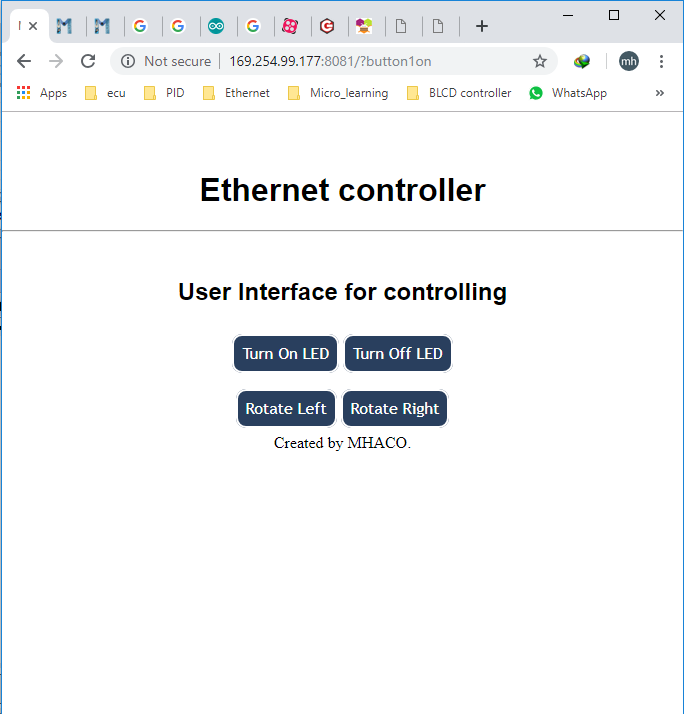 Not secure | 169.254.99.177:8081/?button1on
mh
Apps ecu PID Ethernet Micro_learning BLCD controller WhatsApp »
Ethernet controller
User Interface for controlling
Turn On LED Turn Off LED
Rotate Left Rotate Right
Created by MHACO.